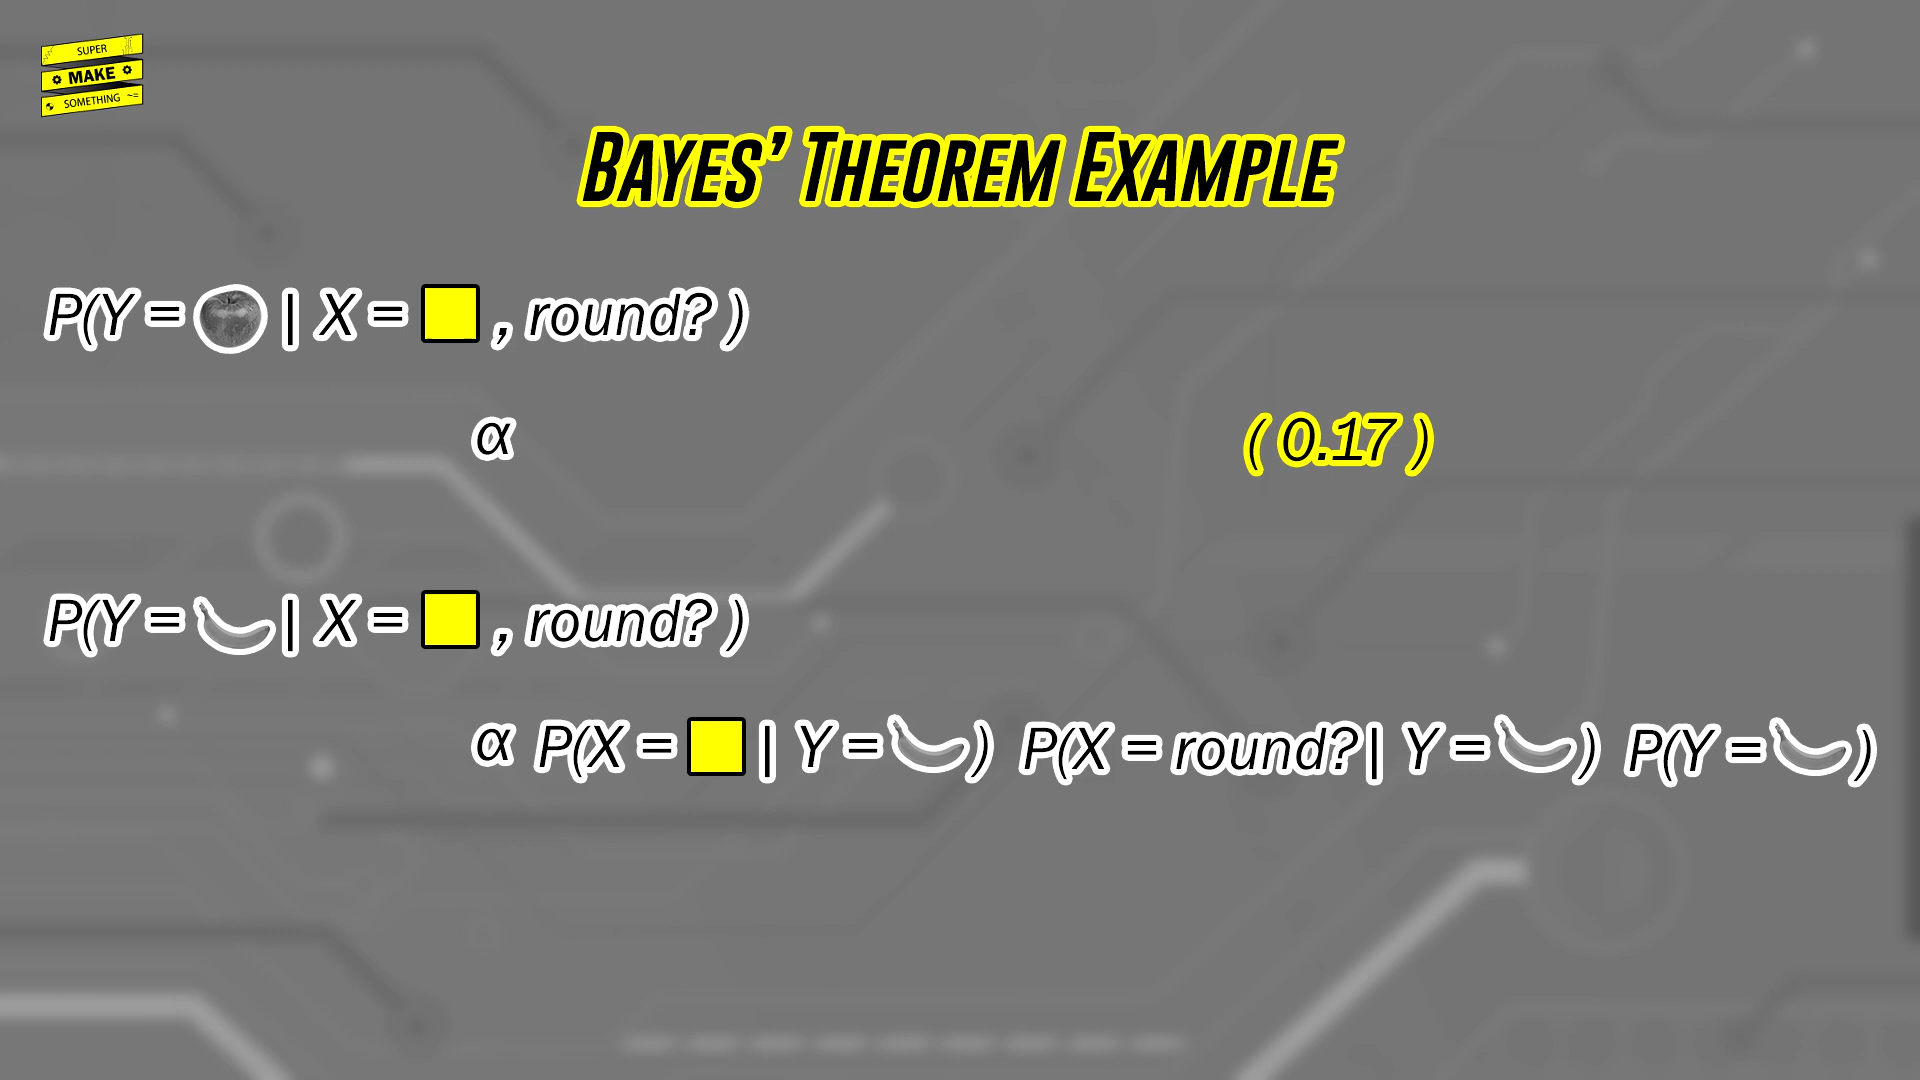 SUPER
MAKE
SOMETHING ~=
BAYES' THEOREM EXAMPLE
P(Y = | X = , round? )
α ( 0.17 )
P(Y = | X = , round? )
α P(X = | Y = ) P(X = round? | Y = ) P(Y = )